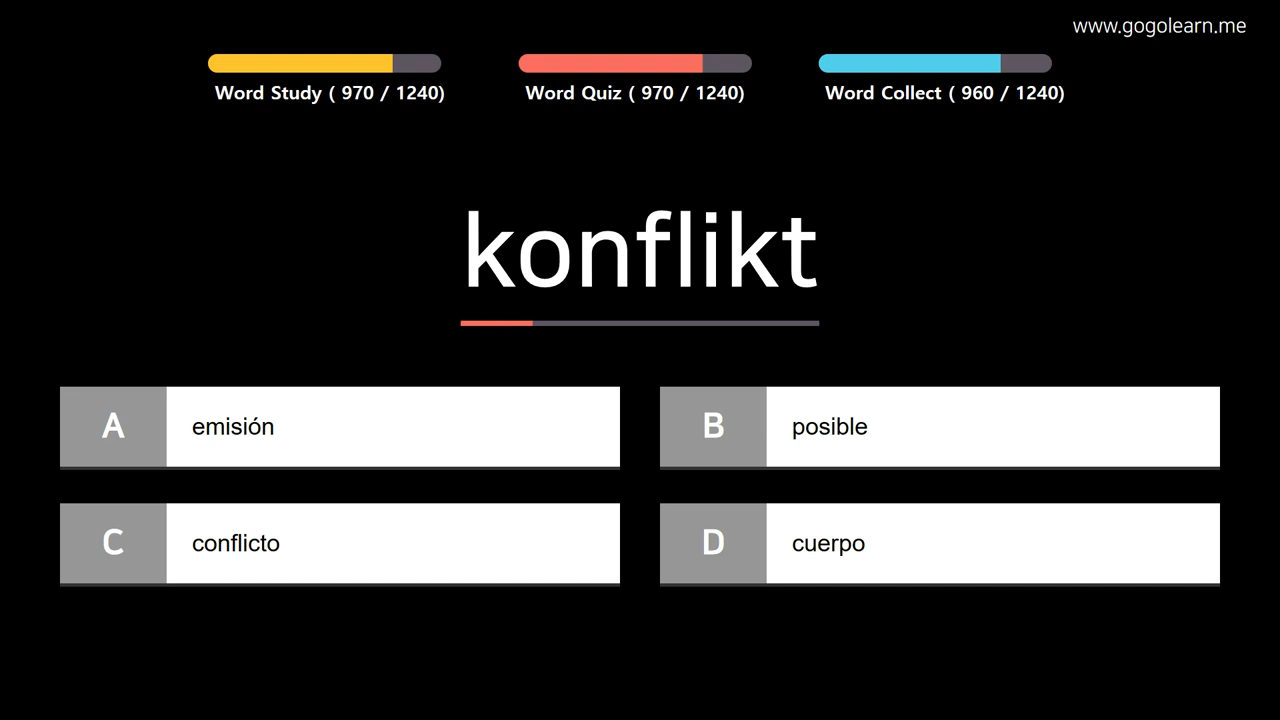 www.gogolearn.me
Word Study ( 970 / 1240)
Word Quiz ( 970 / 1240)
Word Collect ( 960 / 1240)
konflikt
A emisión
B posible
C conflicto
D cuerpo